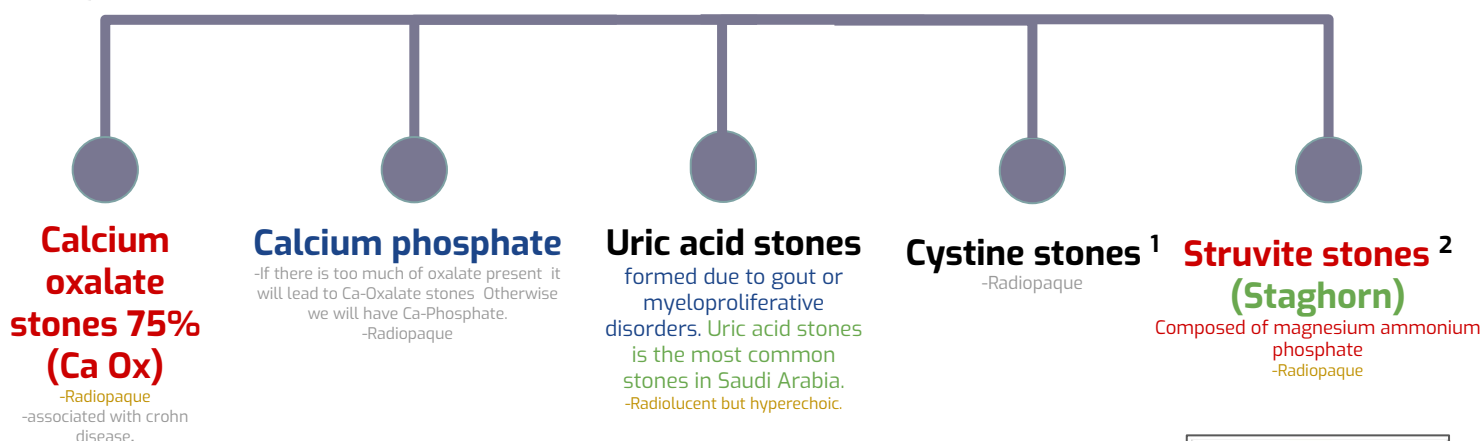 Calcium
oxalate
stones 75%
(Ca Ox)
-Radiopaque
-associated with crohn
disease.
Calcium phosphate
-If there is too much of oxalate present it
will lead to Ca-Oxalate stones Otherwise
we will have Ca-Phosphate.
-Radiopaque
Uric acid stones
formed due to gout or
myeloproliferative
disorders. Uric acid stones
is the most common
stones in Saudi Arabia.
-Radiolucent but hyperechoic.
Cystine stones 1
-Radiopaque
Struvite stones 2
(Staghorn)
Composed of magnesium ammonium
phosphate
-Radiopaque